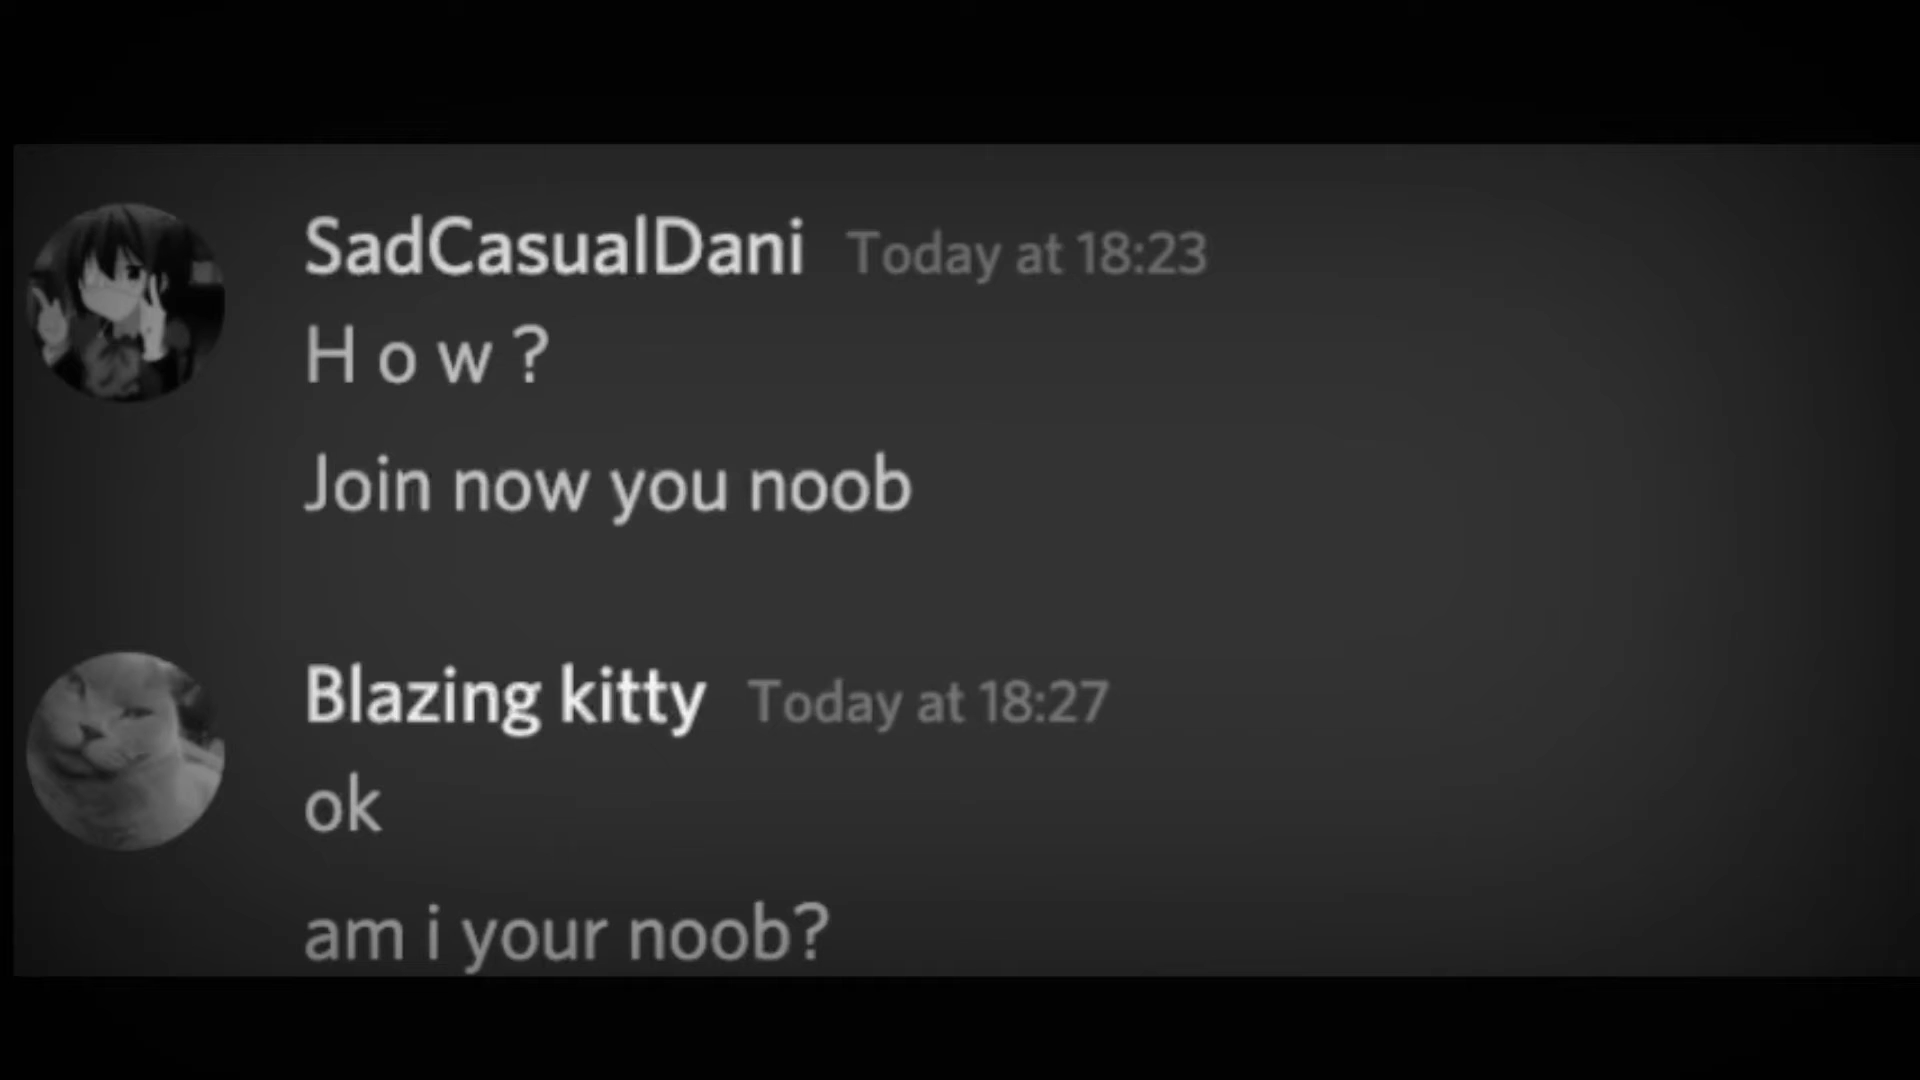 SadCasualDani Today at 18:23
H o w ?
Join now you noob
Blazing kitty Today at 18:27
ok
am i your noob?